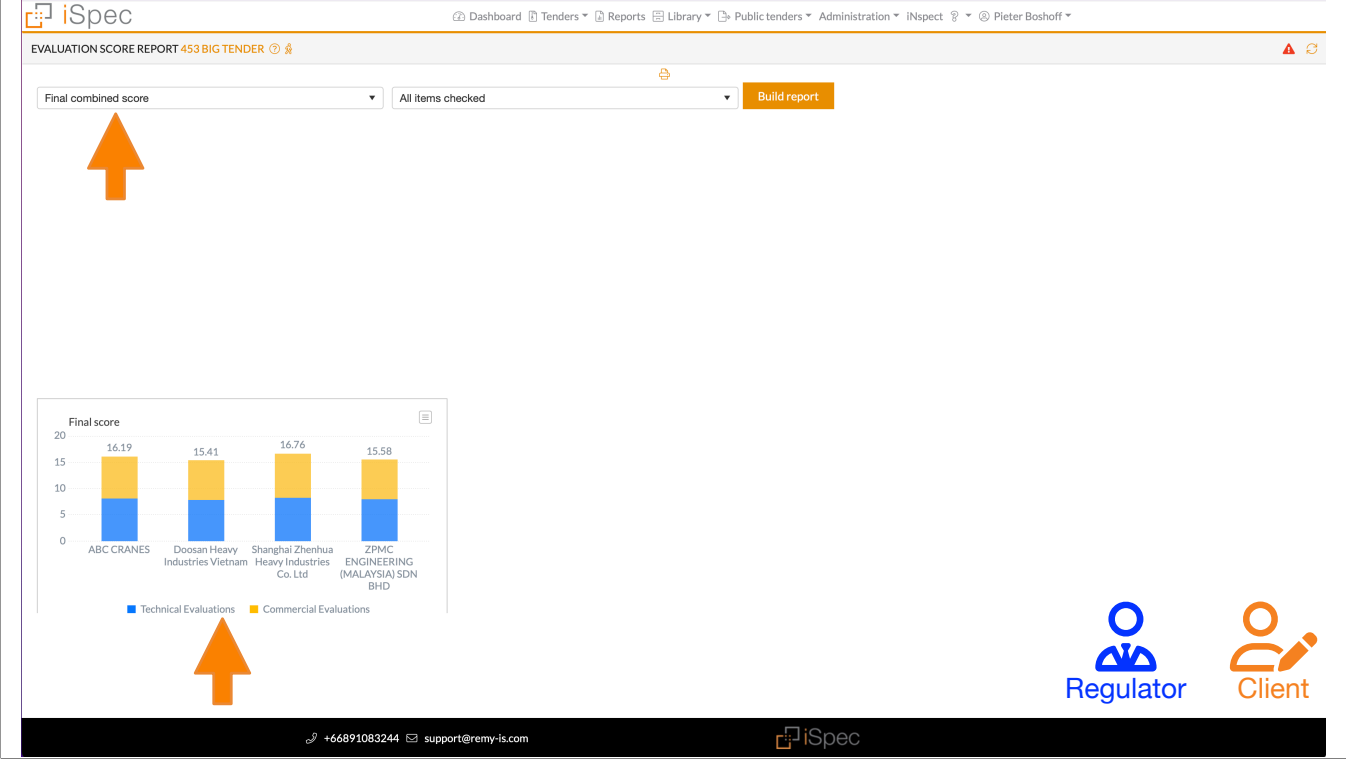 iSpec
Dashboard Tenders Reports Library Public tenders Administration iNspect Pieter Boshoff
EVALUATION SCORE REPORT 453 BIG TENDER
Final combined score All items checked Build report
Final score
20
16.19 15.41 16.76 15.58
15
10
5
0
ABC CRANES
Doosan Heavy
Industries Vietnam
Shanghai Zhenhua
Heavy Industries
Co. Ltd
ZPMC
ENGINEERING
(MALAYSIA) SDN
BHD
Technical Evaluations Commercial Evaluations
Regulator Client
+66891083244 support@remy-is.com iSpec